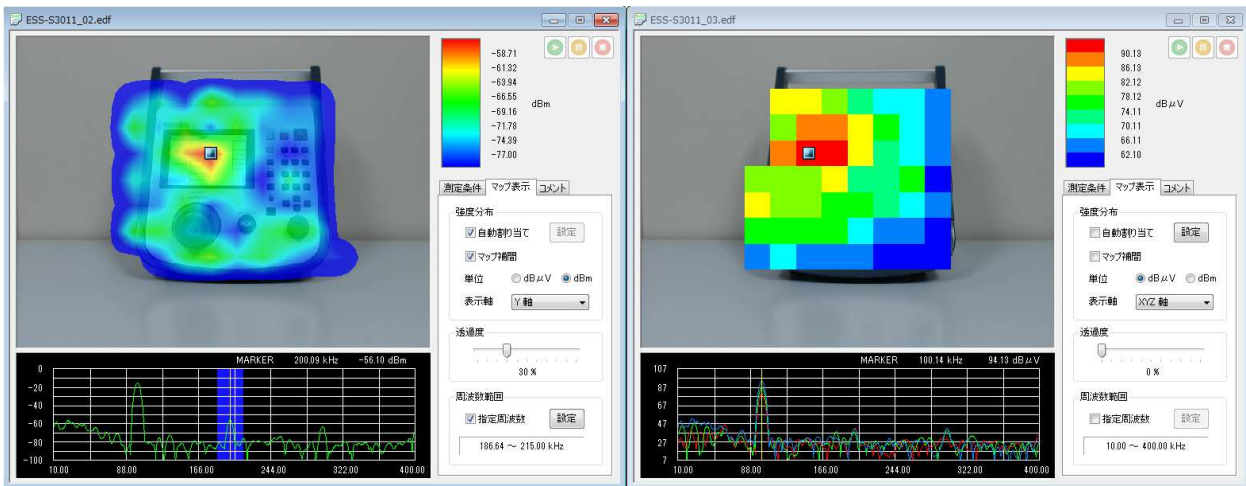 ESS-S3011_02.edf
-58.71
-61.32
-63.94
-66.55
-69.16
-71.78
-74.39
-77.00
dBm
測定条件 マップ表示 コメント
強度分布
自動割り当て 設定
マップ補間
単位 dBμV dBm
表示軸 Y 軸
透過度
30 %
周波数範囲
指定周波数 設定
186.64 ～ 215.00 kHz
MARKER 200.09 kHz -56.10 dBm
0
-20
-40
-60
-80
-100
10.00 88.00 166.00 244.00 322.00 400.00
ESS-S3011_03.edf
90.13
86.13
82.12
78.12
74.11
70.11
66.11
62.10
dBμV
測定条件 マップ表示 コメント
強度分布
自動割り当て 設定
マップ補間
単位 dBμV dBm
表示軸 XYZ 軸
透過度
0 %
周波数範囲
指定周波数 設定
10.00 ～ 400.00 kHz
MARKER 100.14 kHz 94.13 dBμV
107
87
67
47
27
7
10.00 88.00 166.00 244.00 322.00 400.00